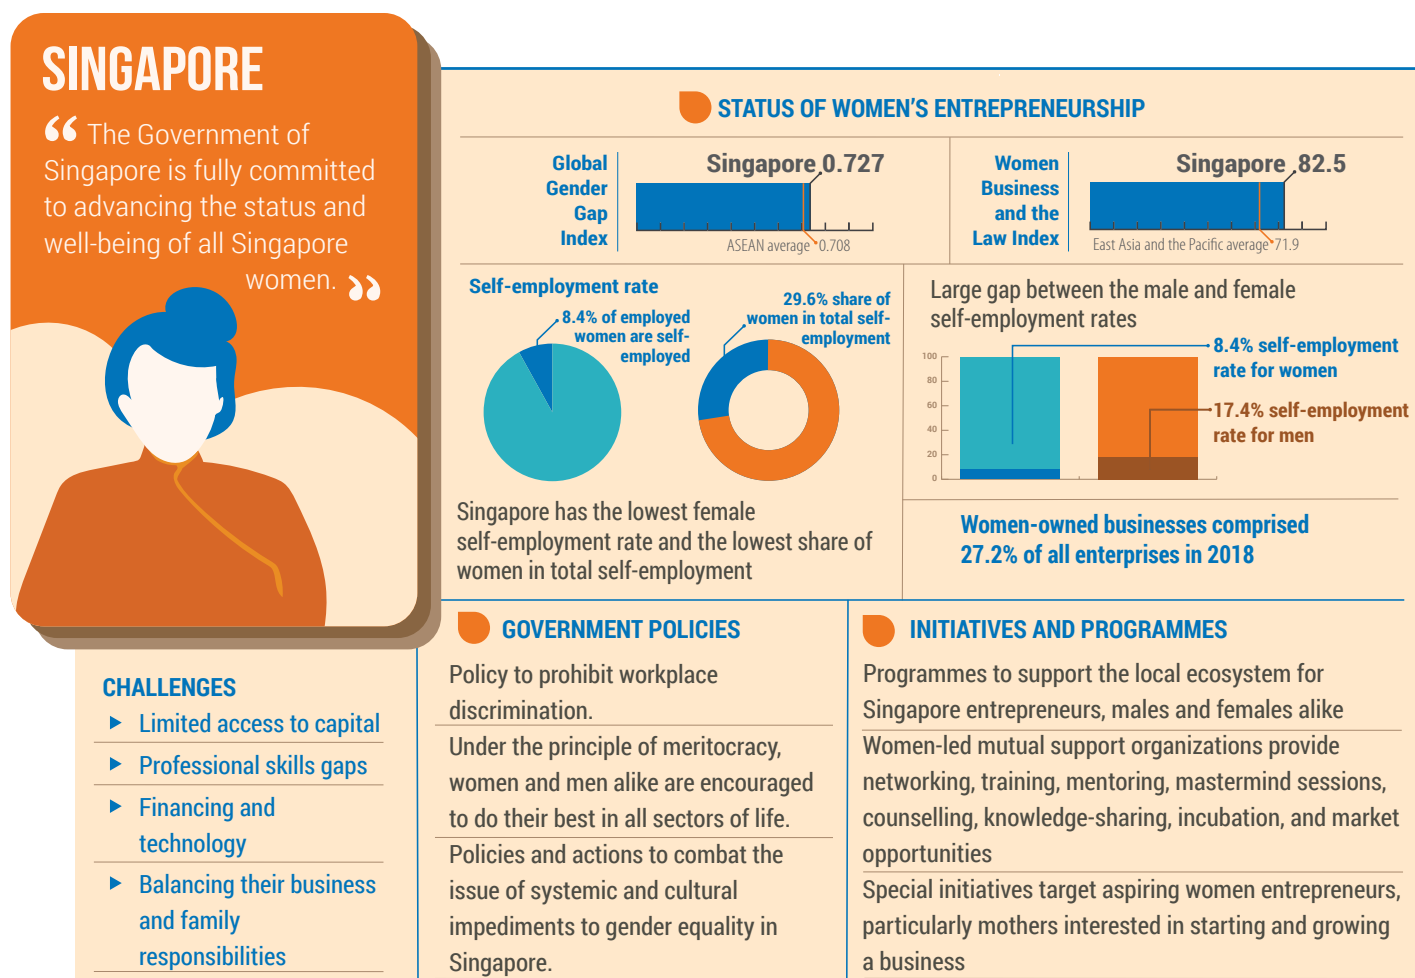 SINGAPORE
“ The Government of
Singapore is fully committed
to advancing the status and
well-being of all Singapore
women. ”
STATUS OF WOMEN’S ENTREPRENEURSHIP
Global
Gender
Gap
Index
Singapore 0.727
ASEAN average 0.708
Women
Business
and the
Law Index
Singapore 82.5
East Asia and the Pacific average 71.9
Self-employment rate
8.4% of employed
women are self-
employed
29.6% share of
women in total self-
employment
Singapore has the lowest female
self-employment rate and the lowest share of
women in total self-employment
Large gap between the male and female
self-employment rates
100
80
60
40
20
0
8.4% self-employment
rate for women
17.4% self-employment
rate for men
Women-owned businesses comprised
27.2% of all enterprises in 2018
CHALLENGES
Limited access to capital
Professional skills gaps
Financing and
technology
Balancing their business
and family
responsibilities
GOVERNMENT POLICIES
Policy to prohibit workplace
discrimination.
Under the principle of meritocracy,
women and men alike are encouraged
to do their best in all sectors of life.
Policies and actions to combat the
issue of systemic and cultural
impediments to gender equality in
Singapore.
INITIATIVES AND PROGRAMMES
Programmes to support the local ecosystem for
Singapore entrepreneurs, males and females alike
Women-led mutual support organizations provide
networking, training, mentoring, mastermind sessions,
counselling, knowledge-sharing, incubation, and market
opportunities
Special initiatives target aspiring women entrepreneurs,
particularly mothers interested in starting and growing
a business